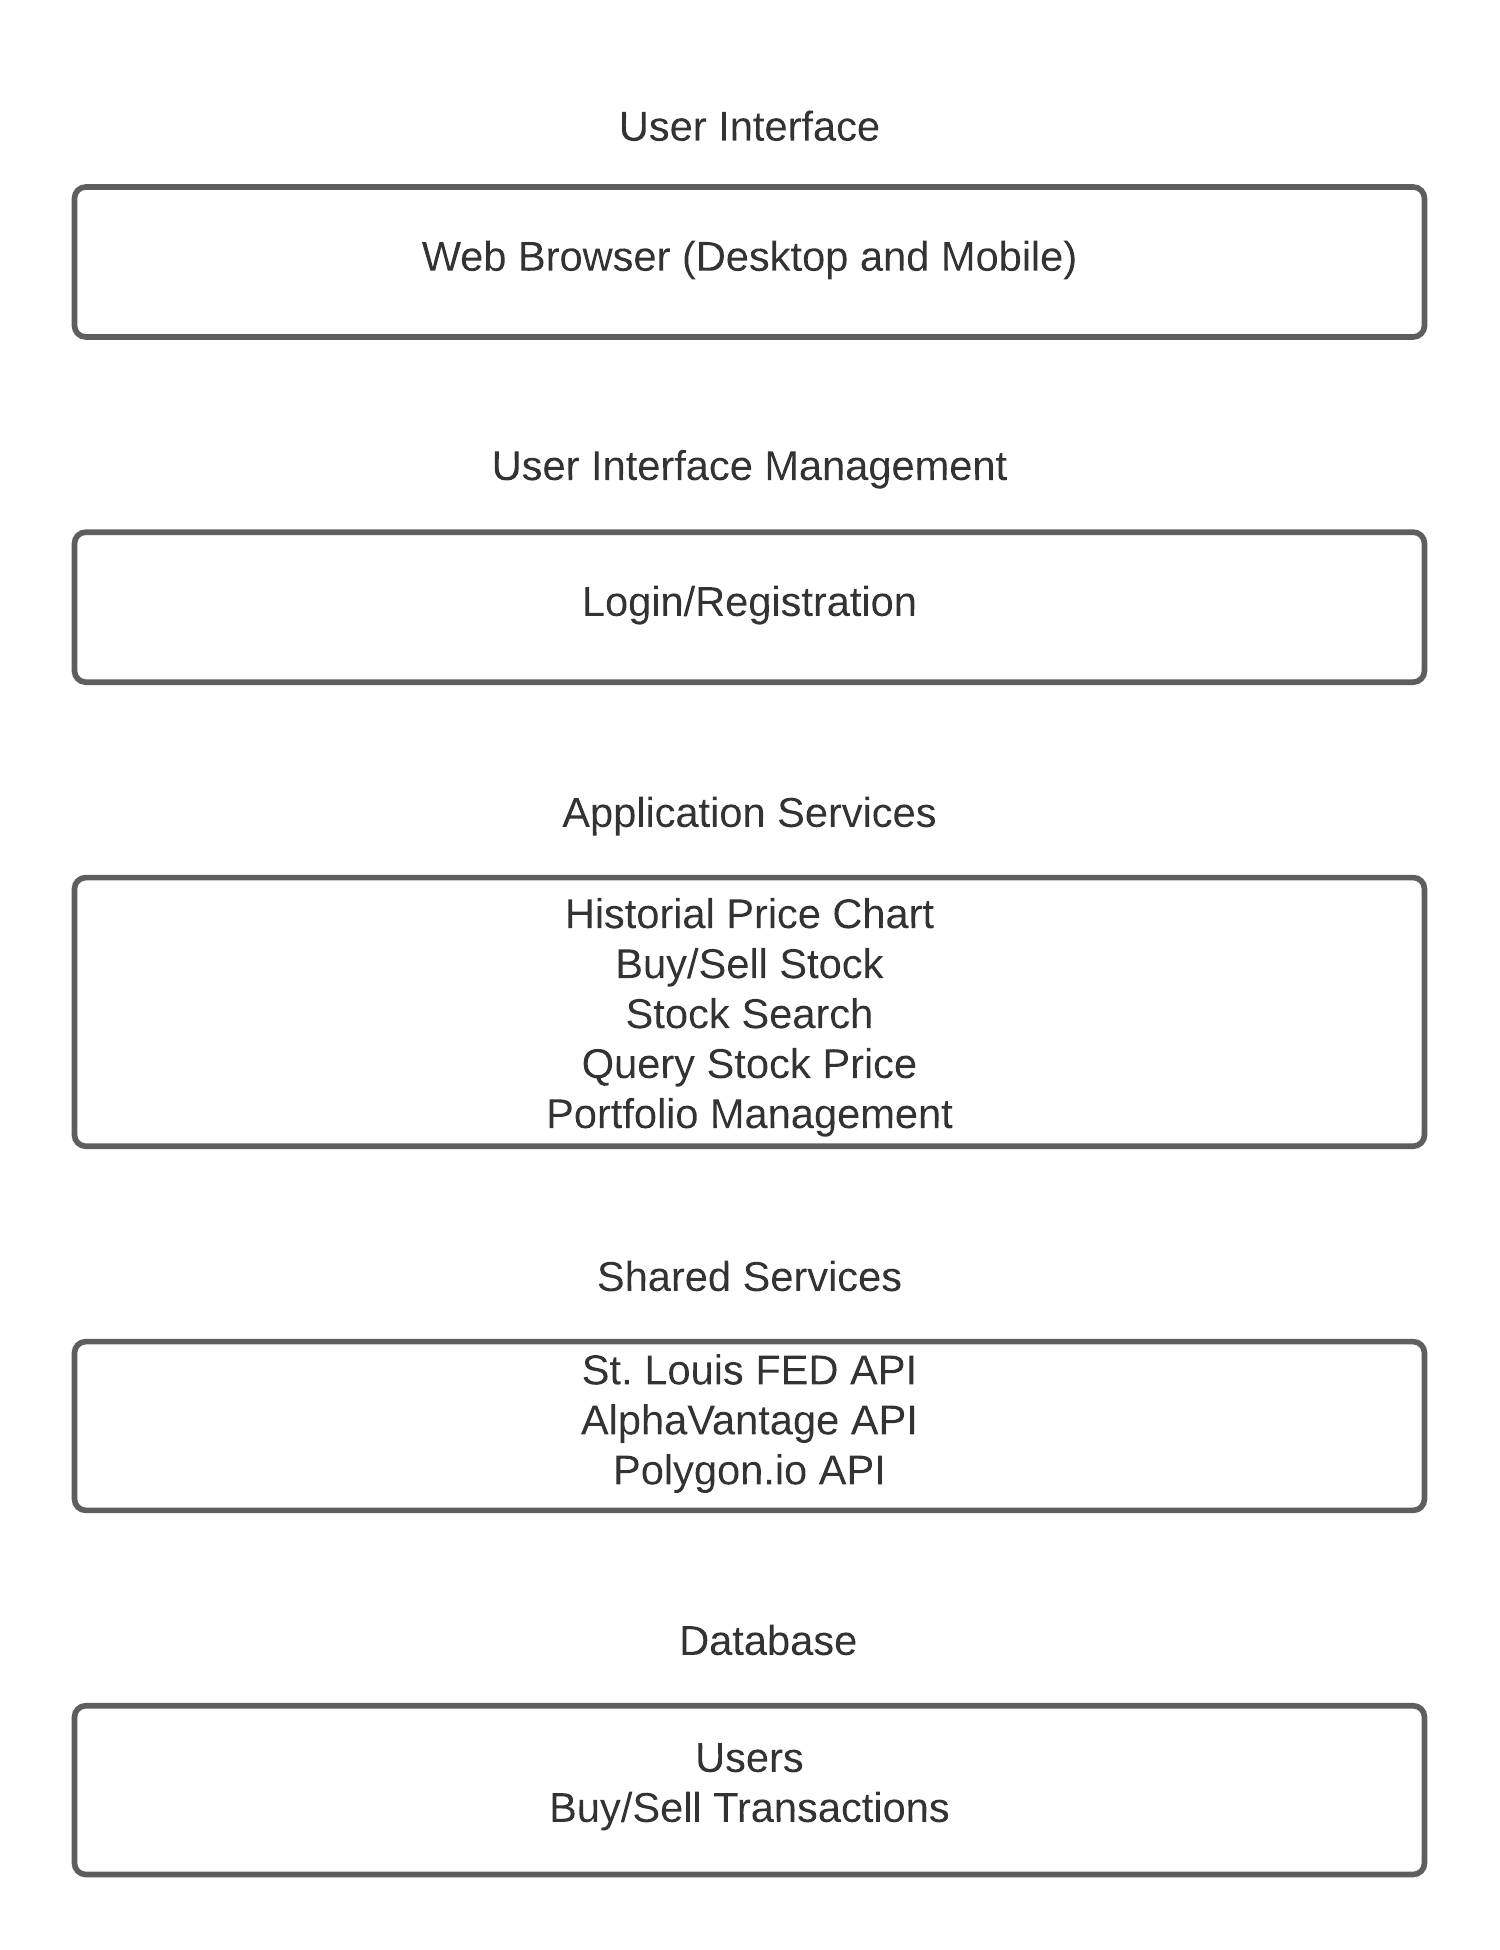 User Interface
Web Browser (Desktop and Mobile)
User Interface Management
Login/Registration
Application Services
Historial Price Chart
Buy/Sell Stock
Stock Search
Query Stock Price
Portfolio Management
Shared Services
St. Louis FED API
AlphaVantage API
Polygon.io API
Database
Users
Buy/Sell Transactions